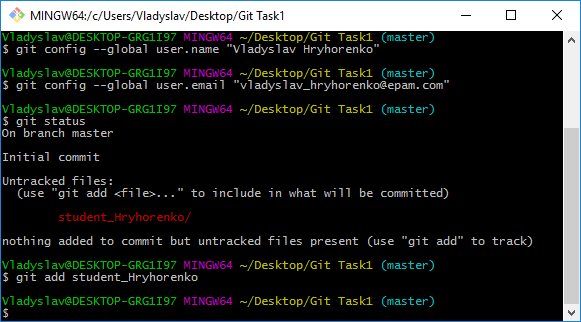 MINGW64:/c/Users/Vladyslav/Desktop/Git Task1
Vladyslav@DESKTOP-GRG1I97 MINGW64 ~/Desktop/Git Task1 (master)
$ git config --global user.name "Vladyslav Hryhorenko"
Vladyslav@DESKTOP-GRG1I97 MINGW64 ~/Desktop/Git Task1 (master)
$ git config --global user.email "vladyslav_hryhorenko@epam.com"
Vladyslav@DESKTOP-GRG1I97 MINGW64 ~/Desktop/Git Task1 (master)
$ git status
On branch master
Initial commit
Untracked files:
  (use "git add <file>..." to include in what will be committed)
        student_Hryhorenko/
nothing added to commit but untracked files present (use "git add" to track)
Vladyslav@DESKTOP-GRG1I97 MINGW64 ~/Desktop/Git Task1 (master)
$ git add student_Hryhorenko
Vladyslav@DESKTOP-GRG1I97 MINGW64 ~/Desktop/Git Task1 (master)
$